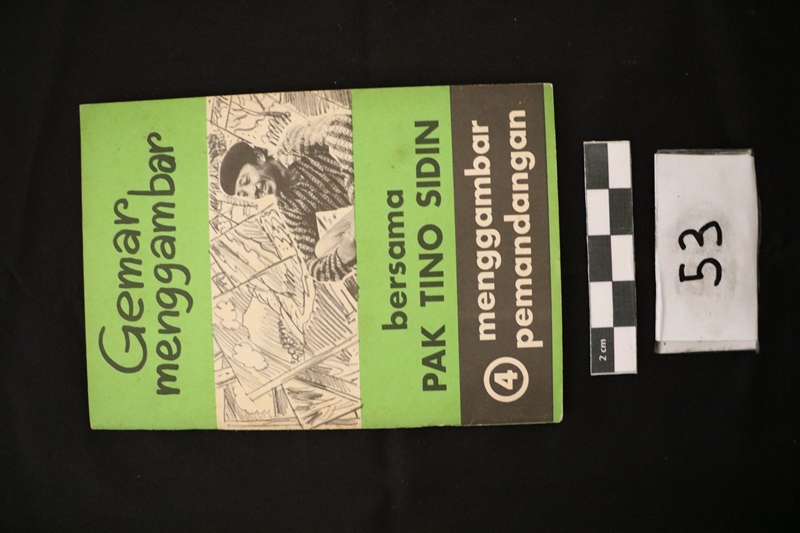 Gemar
menggambar
bersama
PAK TINO SIDIN
4 menggambar
pemandangan
2 cm
53